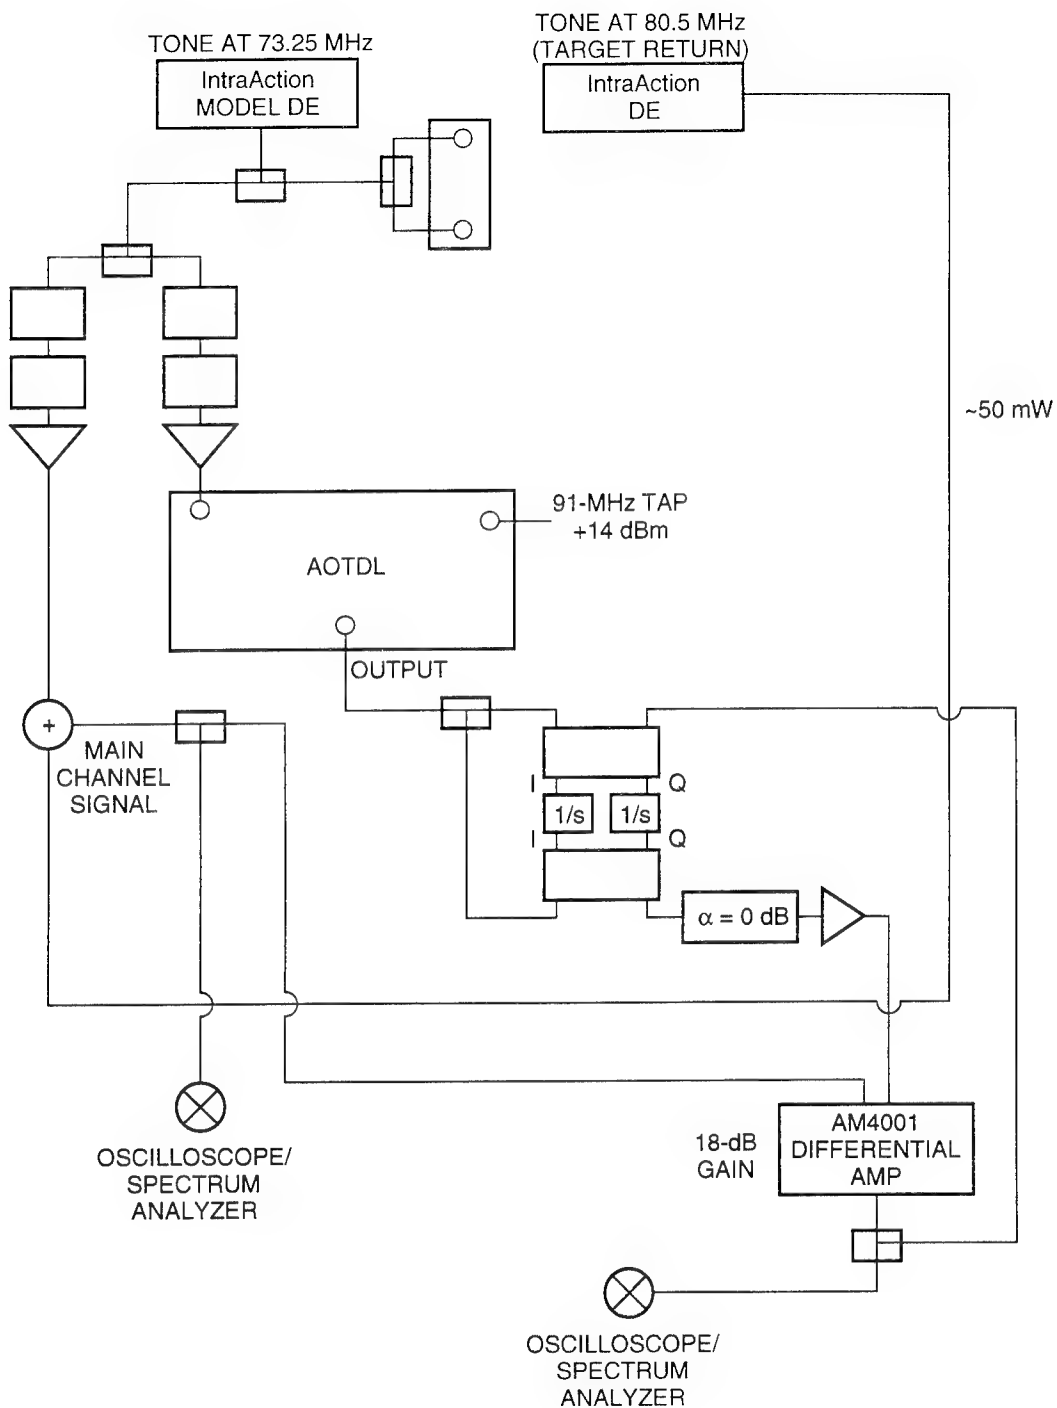 TONE AT 73.25 MHz
IntraAction
MODEL DE
TONE AT 80.5 MHz
(TARGET RETURN)
IntraAction
DE
~50 mW
91-MHz TAP
+14 dBm
AOTDL
OUTPUT
+
MAIN
CHANNEL
SIGNAL
I
Q
1/s
1/s
I
Q
α = 0 dB
18-dB
GAIN
AM4001
DIFFERENTIAL
AMP
OSCILLOSCOPE/
SPECTRUM
ANALYZER
OSCILLOSCOPE/
SPECTRUM
ANALYZER